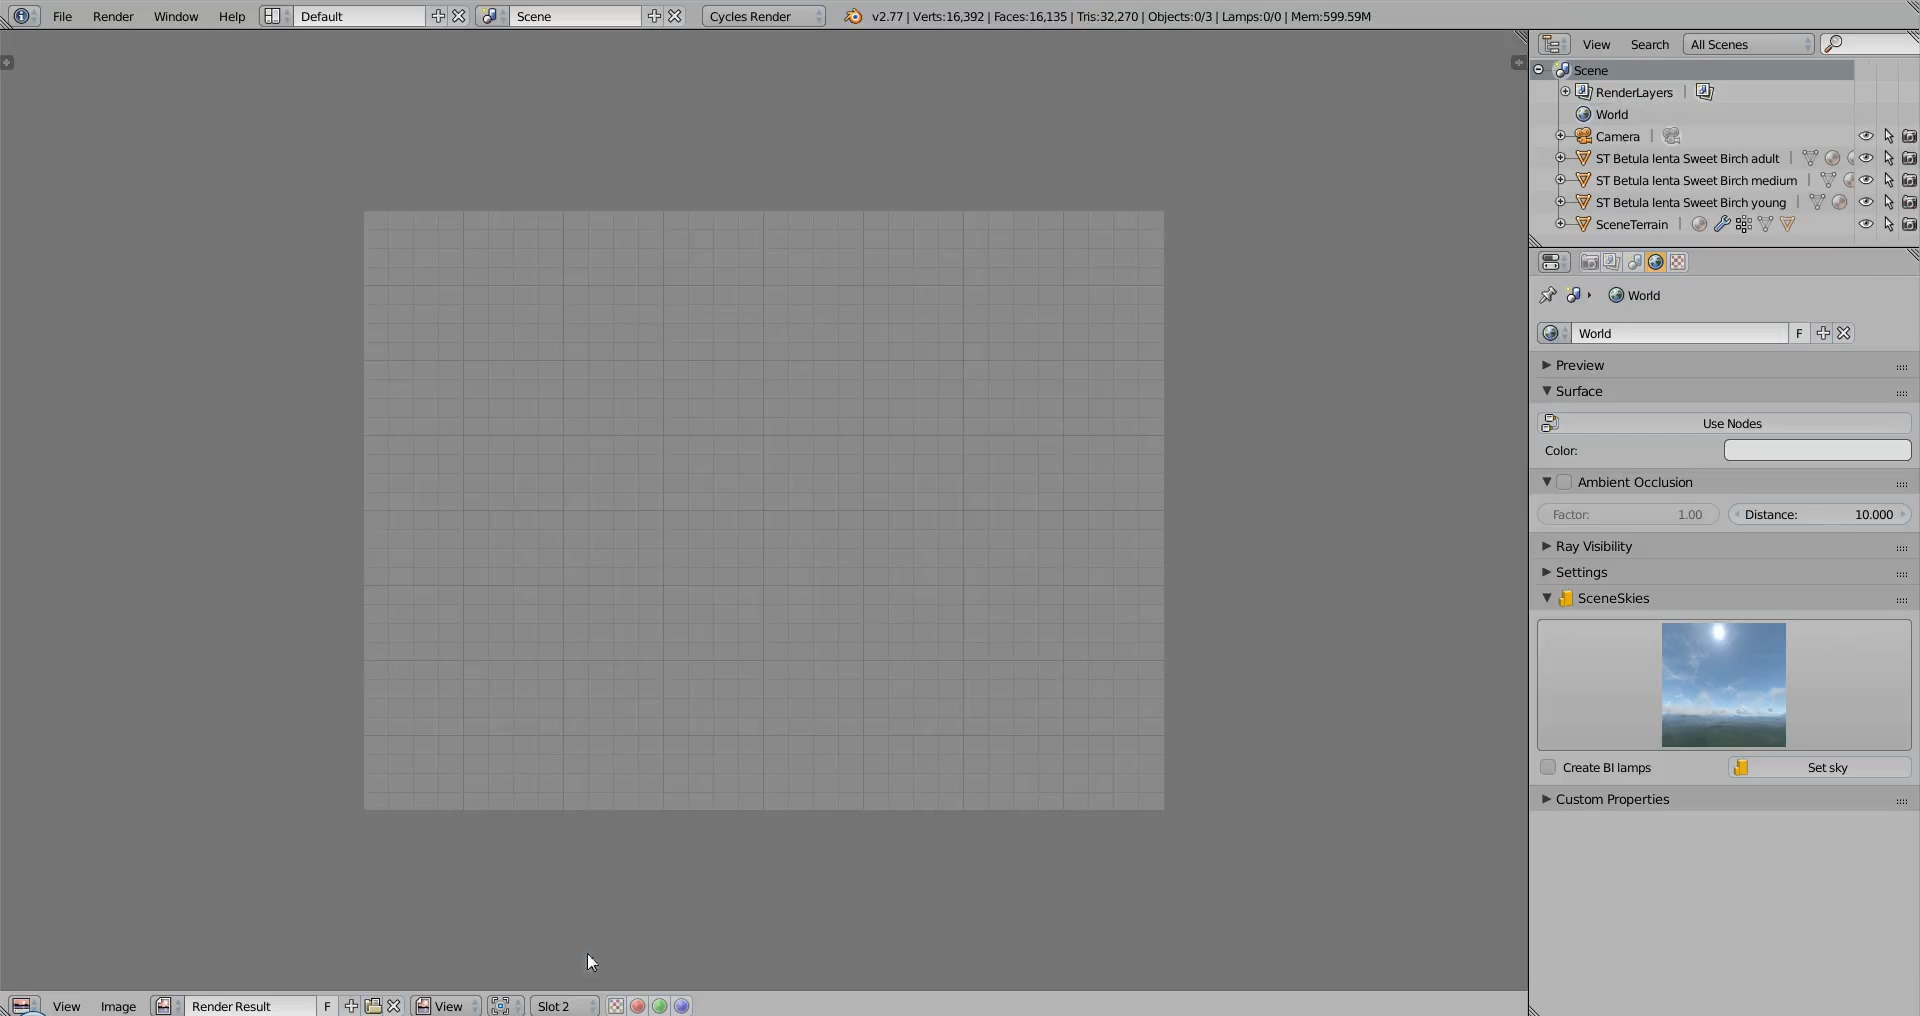 File Render Window Help Default Scene Cycles Render v2.77 | Verts:16,392 | Faces:16,135 | Tris:32,270 | Objects:0/3 | Lamps:0/0 | Mem:599.59M
View Search All Scenes
Scene
RenderLayers
World
Camera
ST Betula lenta Sweet Birch adult
ST Betula lenta Sweet Birch medium
ST Betula lenta Sweet Birch young
SceneTerrain
World
World F
Preview
Surface
Use Nodes
Color:
Ambient Occlusion
Factor: 1.00 Distance: 10.000
Ray Visibility
Settings
SceneSkies
Create BI lamps Set sky
Custom Properties
View Image Render Result F View Slot 2